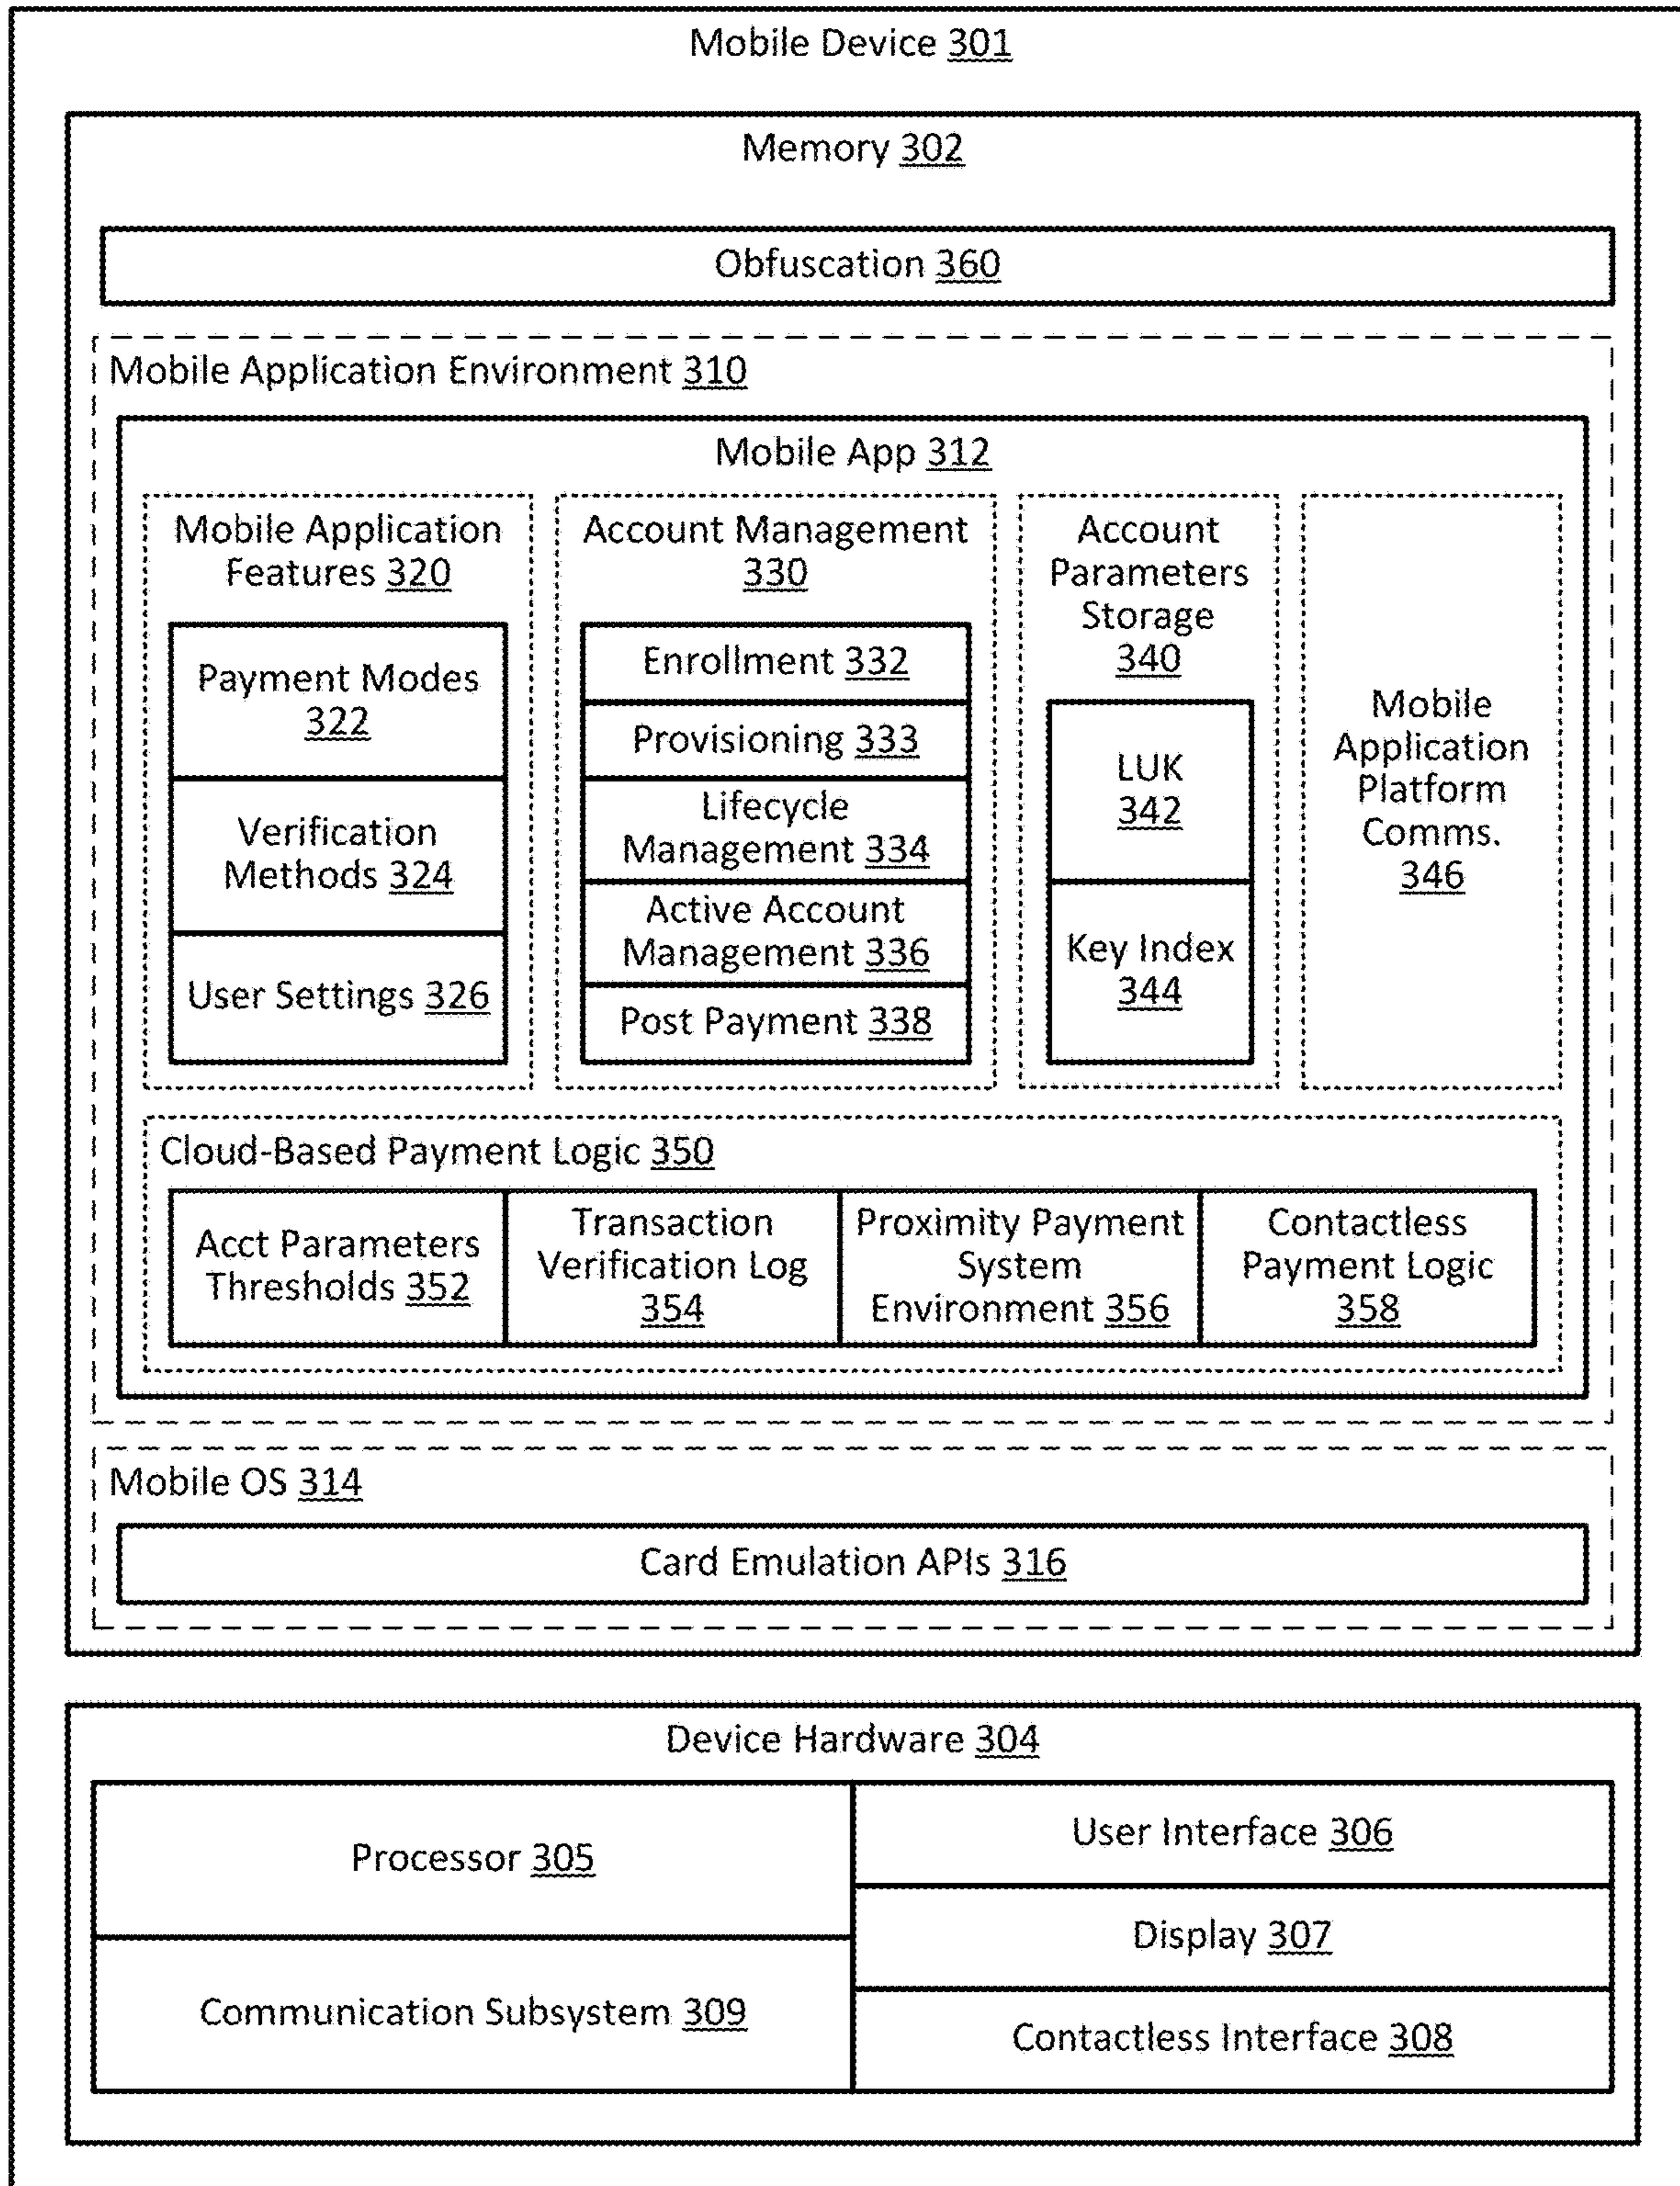 Mobile Device 301
Memory 302
Obfuscation 360
Mobile Application Environment 310
Mobile App 312
Mobile Application
Features 320
Payment Modes
322
Verification
Methods 324
User Settings 326
Account Management
330
Enrollment 332
Provisioning 333
Lifecycle
Management 334
Active Account
Management 336
Post Payment 338
Account
Parameters
Storage
340
LUK
342
Key Index
344
Mobile
Application
Platform
Comms.
346
Cloud-Based Payment Logic 350
Acct Parameters
Thresholds 352
Transaction
Verification Log
354
Proximity Payment
System
Environment 356
Contactless
Payment Logic
358
Mobile OS 314
Card Emulation APIs 316
Device Hardware 304
Processor 305
Communication Subsystem 309
User Interface 306
Display 307
Contactless Interface 308